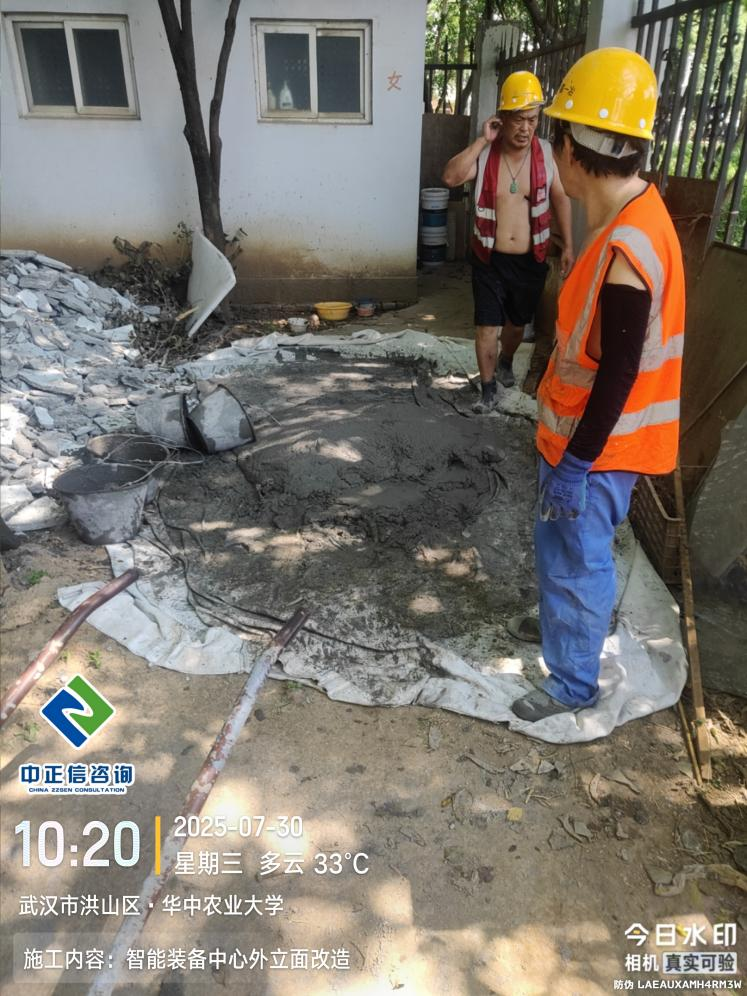 女
中正信咨询
CHINA ZZSEN CONSULTATION
10:20
2025-07-30
星期三 多云 33℃
武汉市洪山区·华中农业大学
施工内容：智能装备中心外立面改造
今日水印
相机 真实可验
防伪 LAEAUXAMH4RM3W